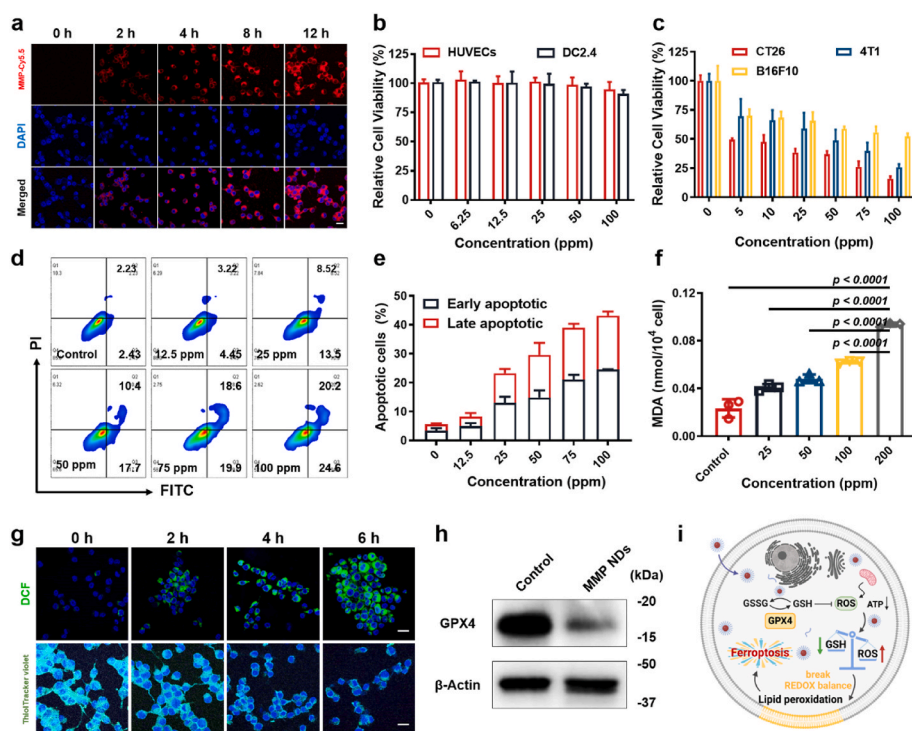 a
0 h 2 h 4 h 8 h 12 h
MMP-Cy5.5
DAPI
Merged
b
HUVECs DC2.4
Relative Cell Viability (%)
125
100
75
50
25
0
0 6.25 12.5 25 50 100
Concentration (ppm)
c
CT26 4T1
B16F10
Relative Cell Viability (%)
125
100
75
50
25
0
0 5 10 25 50 75 100
Concentration (ppm)
d
2.23 3.22 8.52
Control 2.43 12.5 ppm 4.45 25 ppm 13.5
10.4 18.6 20.2
50 ppm 17.7 75 ppm 19.9 100 ppm 24.6
PI
FITC
e
Early apoptotic
Late apoptotic
Apoptotic cells (%)
50
40
30
20
10
0
0 12.5 25 50 75 100
Concentration (ppm)
f
p < 0.0001
p < 0.0001
p < 0.0001
p < 0.0001
MDA (nmol/10⁴ cell)
0.12
0.08
0.04
0.00
Control 25 50 100 200
Concentration (ppm)
g
0 h 2 h 4 h 6 h
DCF
ThiolTracker violet
h
Control MMP NDs (kDa)
GPX4
-20
-15
β-Actin
-50
-37
i
GSSG GSH ROS ATP
GPX4
Ferroptosis GSH ROS
break
REDOX balance
Lipid peroxidation